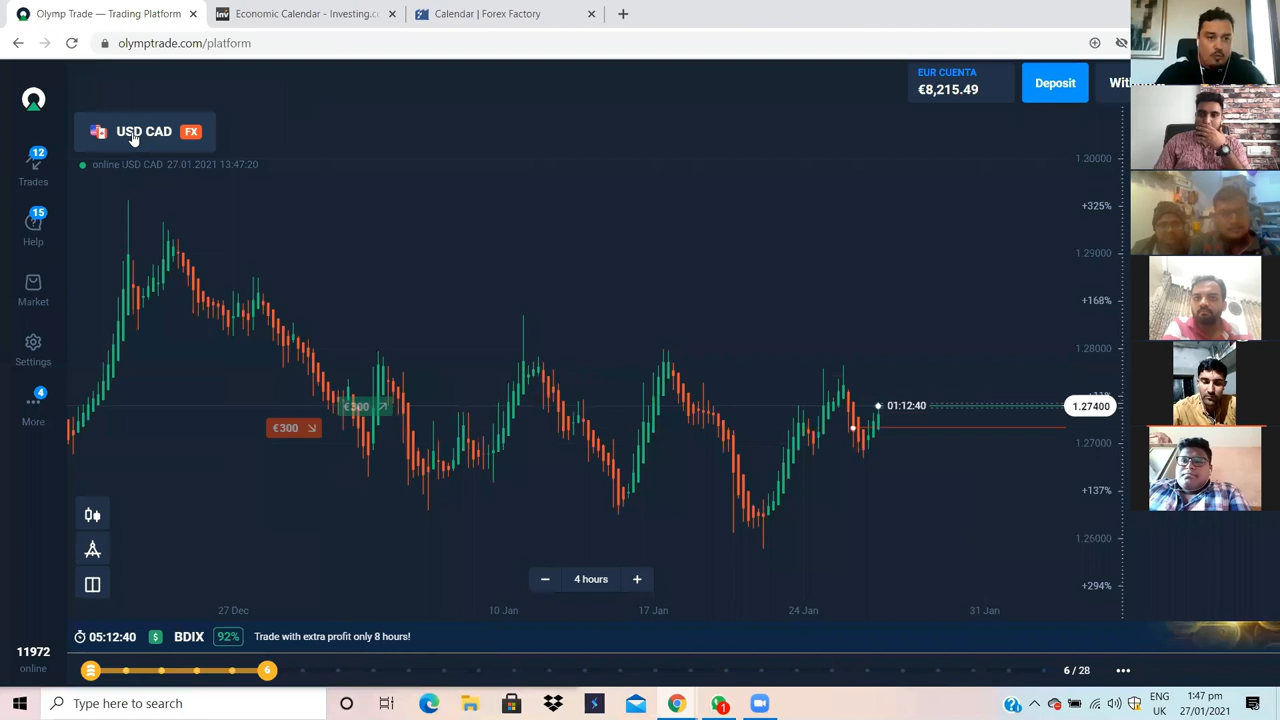 Olymp Trade — Trading Platform
Economic Calendar - Investing.c
Calendar | Forex Factory
olymptrade.com/platform
EUR CUENTA
€8,215.49
Deposit
With
USD CAD FX
online USD CAD 27.01.2021 13:47:20
12
Trades
15
Help
Market
Settings
4
More
1.30000
+325%
1.29000
+168%
1.28000
01:12:40
1.27400
1.27000
+137%
1.26000
+294%
€300
€300
4 hours
27 Dec 10 Jan 17 Jan 24 Jan 31 Jan
05:12:40 $ BDIX 92% Trade with extra profit only 8 hours!
11972
online
6
6 / 28
Type here to search
1
ENG
UK
1:47 pm
27/01/2021